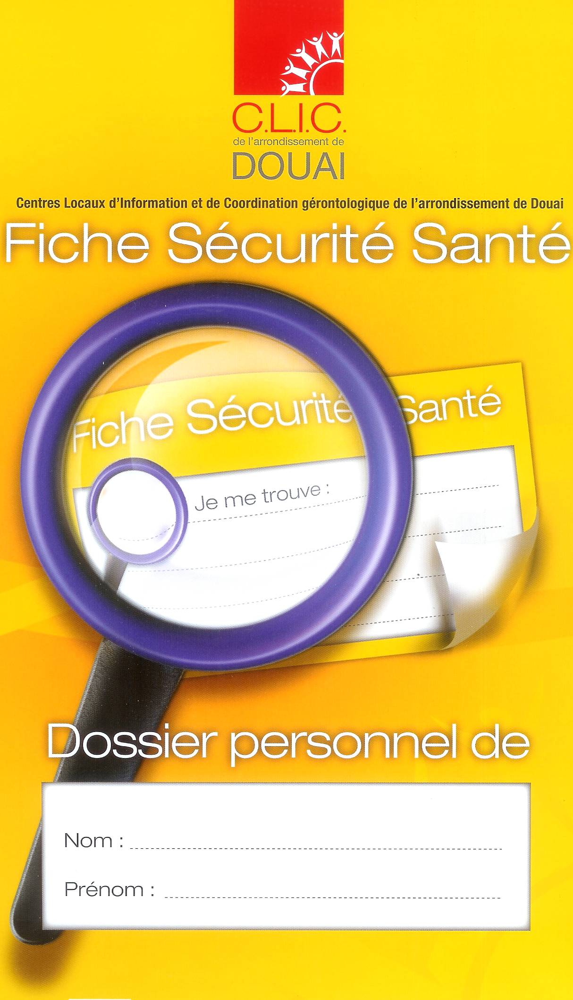 C.L.I.C.
de l'arrondissement de
DOUAI
Centres Locaux d'Information et de Coordination gérontologique de l'arrondissement de Douai
Fiche Sécurité Santé
Fiche Sécurité Santé
Je me trouve :
Dossier personnel de
Nom :
Prénom :